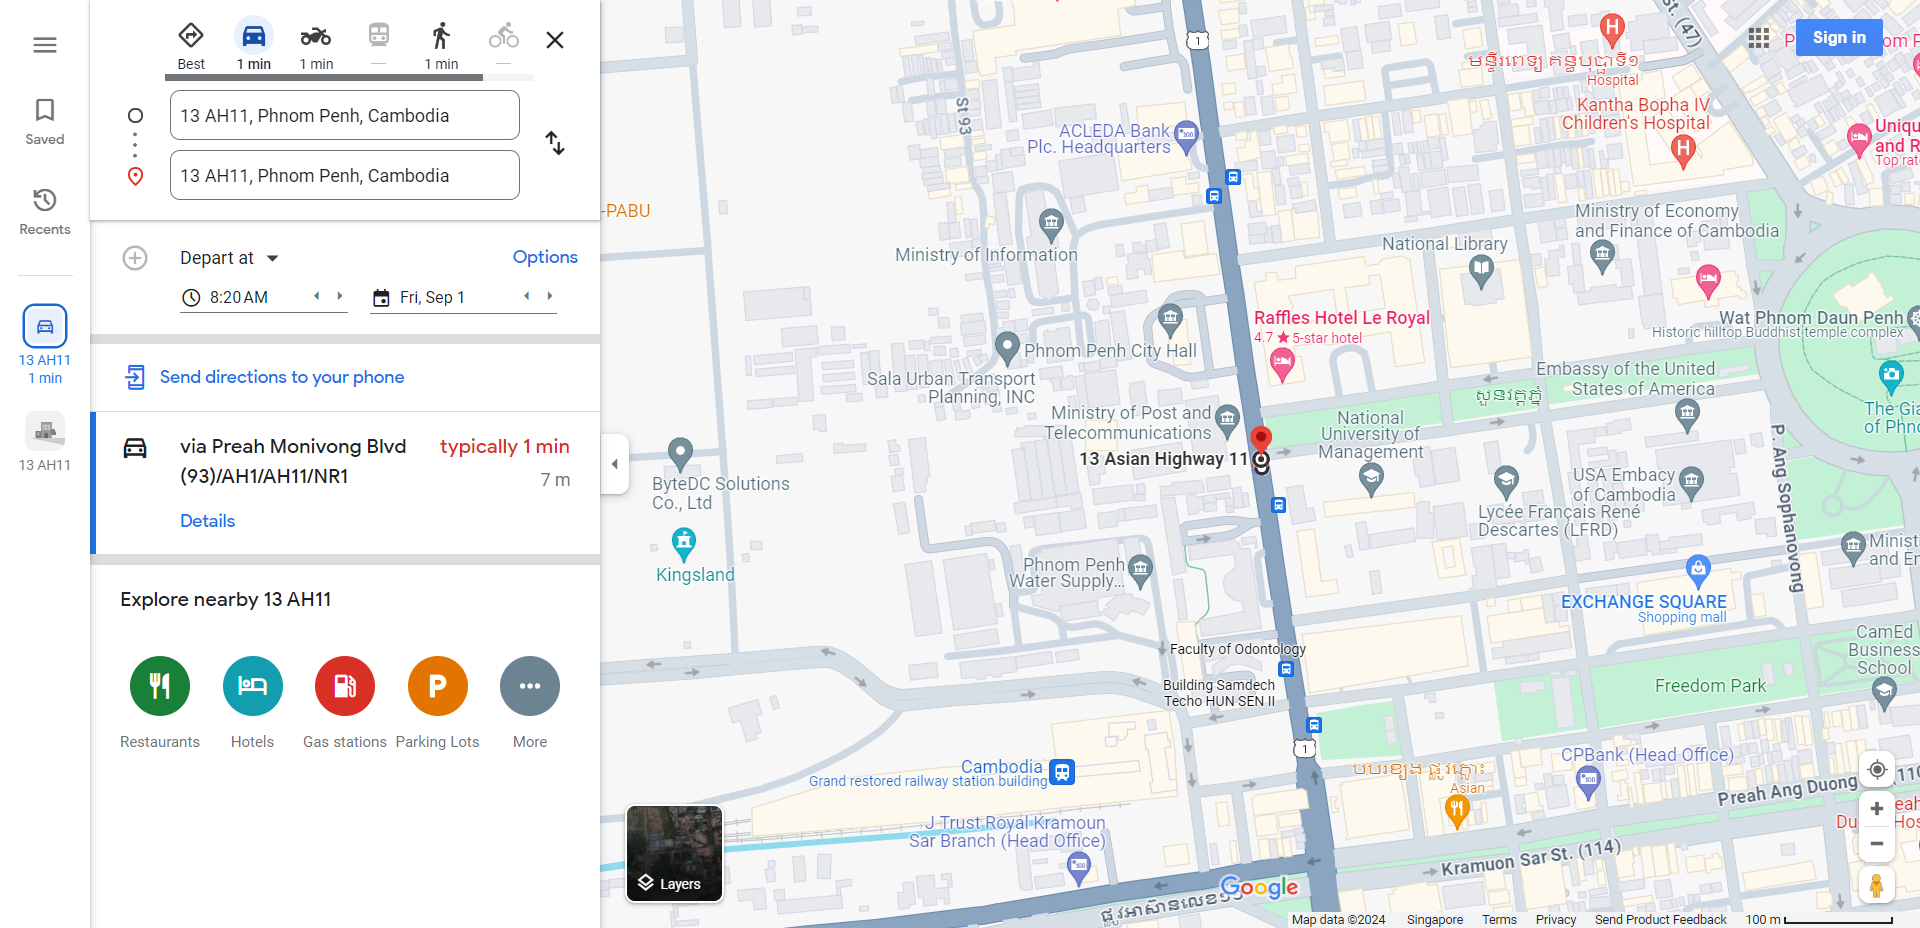 Best
1 min
1 min
1 min
Saved
Recents
13 AH11
1 min
13 AH11
13 AH11, Phnom Penh, Cambodia
13 AH11, Phnom Penh, Cambodia
Depart at
Options
8:20 AM
Fri, Sep 1
Send directions to your phone
via Preah Monivong Blvd
(93)/AH1/AH11/NR1
typically 1 min
7 m
Details
Explore nearby 13 AH11
Restaurants
Hotels
Gas stations
Parking Lots
More
Layers
Sign in
1
St. (47)
មន្ទីរពេទ្យ គន្ធបុប្ផាទី១
Hospital
Kantha Bopha IV
Children's Hospital
St 93
ACLEDA Bank
Plc. Headquarters
Uniqu
and R
Top rat
-PABU
Ministry of Information
Ministry of Economy
and Finance of Cambodia
National Library
Raffles Hotel Le Royal
4.7 ★ 5-star hotel
Wat Phnom Daun Penh
Historic hilltop Buddhist temple complex
Phnom Penh City Hall
Sala Urban Transport
Planning, INC
Embassy of the United
States of America
សួនវត្តភ្នំ
The Gia
of Phno
Ministry of Post and
Telecommunications
National
University of
Management
13 Asian Highway 11
P. Ang Sophanovong
USA Embacy
of Cambodia
ByteDC Solutions
Co., Ltd
Lycée Français René
Descartes (LFRD)
Minist
and En
Kingsland
Phnom Penh
Water Supply...
EXCHANGE SQUARE
Shopping mall
Faculty of Odontology
CamEd
Business
School
Building Samdech
Techo HUN SEN II
Freedom Park
1
Cambodia
Grand restored railway station building
CPBank (Head Office)
Asian
Preah Ang Duong
(110
J Trust Royal Kramoun
Sar Branch (Head Office)
Kramuon Sar St. (114)
Google
Map data ©2024
Singapore
Terms
Privacy
Send Product Feedback
100 m